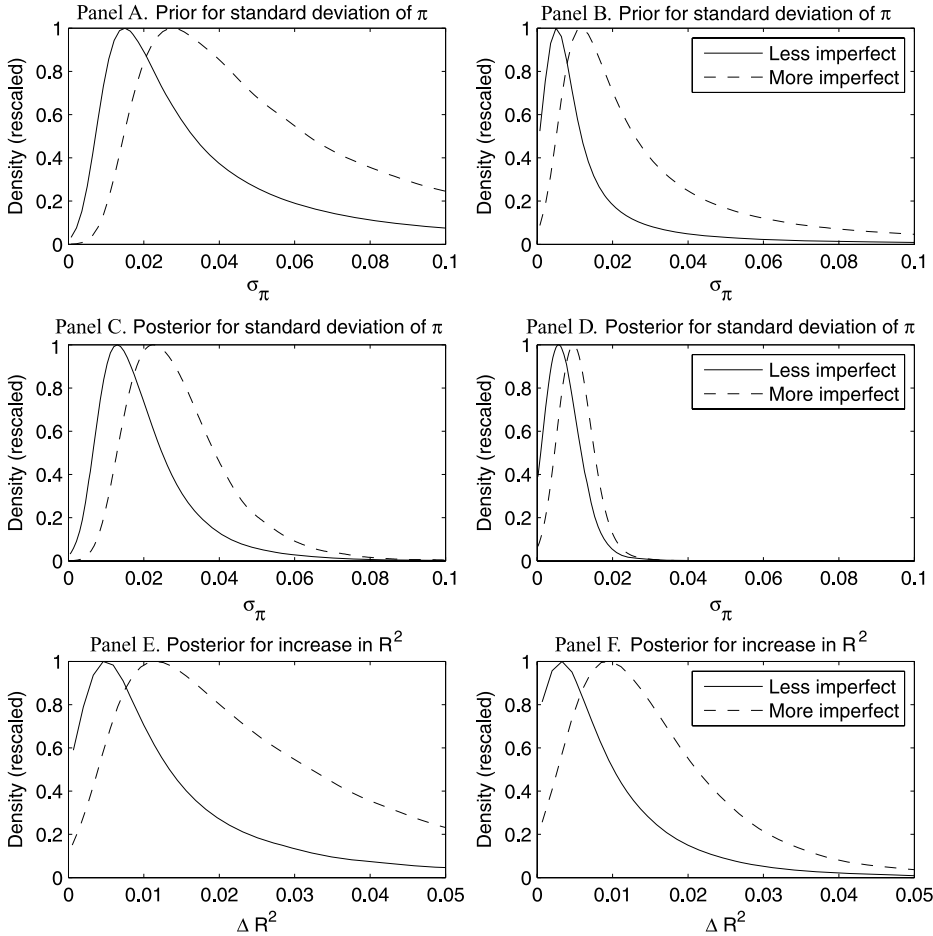 Panel A. Prior for standard deviation of π
Density (rescaled)
1
0.8
0.6
0.4
0.2
0
0 0.02 0.04 0.06 0.08 0.1
σπ
Panel B. Prior for standard deviation of π
Density (rescaled)
1
0.8
0.6
0.4
0.2
0
0 0.02 0.04 0.06 0.08 0.1
σπ
Less imperfect
More imperfect
Panel C. Posterior for standard deviation of π
Density (rescaled)
1
0.8
0.6
0.4
0.2
0
0 0.02 0.04 0.06 0.08 0.1
σπ
Panel D. Posterior for standard deviation of π
Density (rescaled)
1
0.8
0.6
0.4
0.2
0
0 0.02 0.04 0.06 0.08 0.1
σπ
Less imperfect
More imperfect
Panel E. Posterior for increase in R²
Density (rescaled)
1
0.8
0.6
0.4
0.2
0
0 0.01 0.02 0.03 0.04 0.05
Δ R²
Panel F. Posterior for increase in R²
Density (rescaled)
1
0.8
0.6
0.4
0.2
0
0 0.01 0.02 0.03 0.04 0.05
Δ R²
Less imperfect
More imperfect